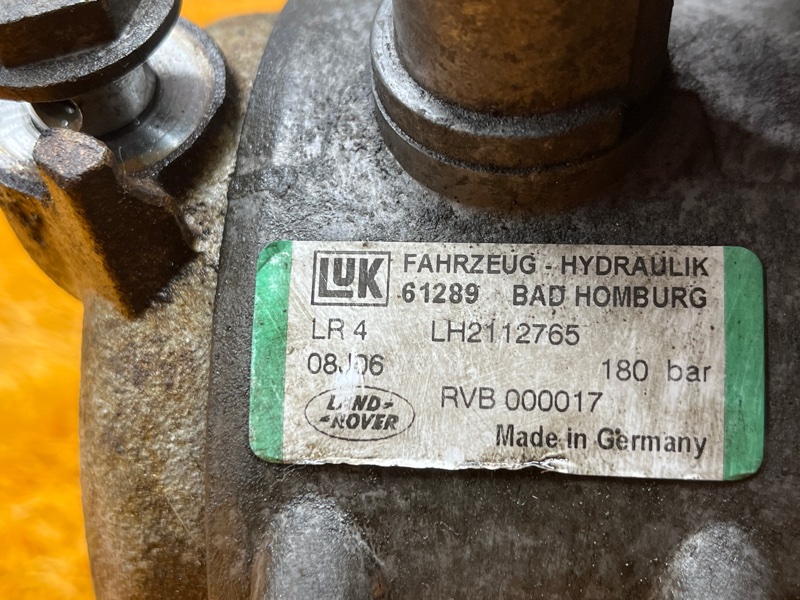 LUK FAHRZEUG - HYDRAULIK
61289 BAD HOMBURG
LR 4 LH2112765
08J06 180 bar
LAND-
-ROVER
RVB 000017
Made in Germany